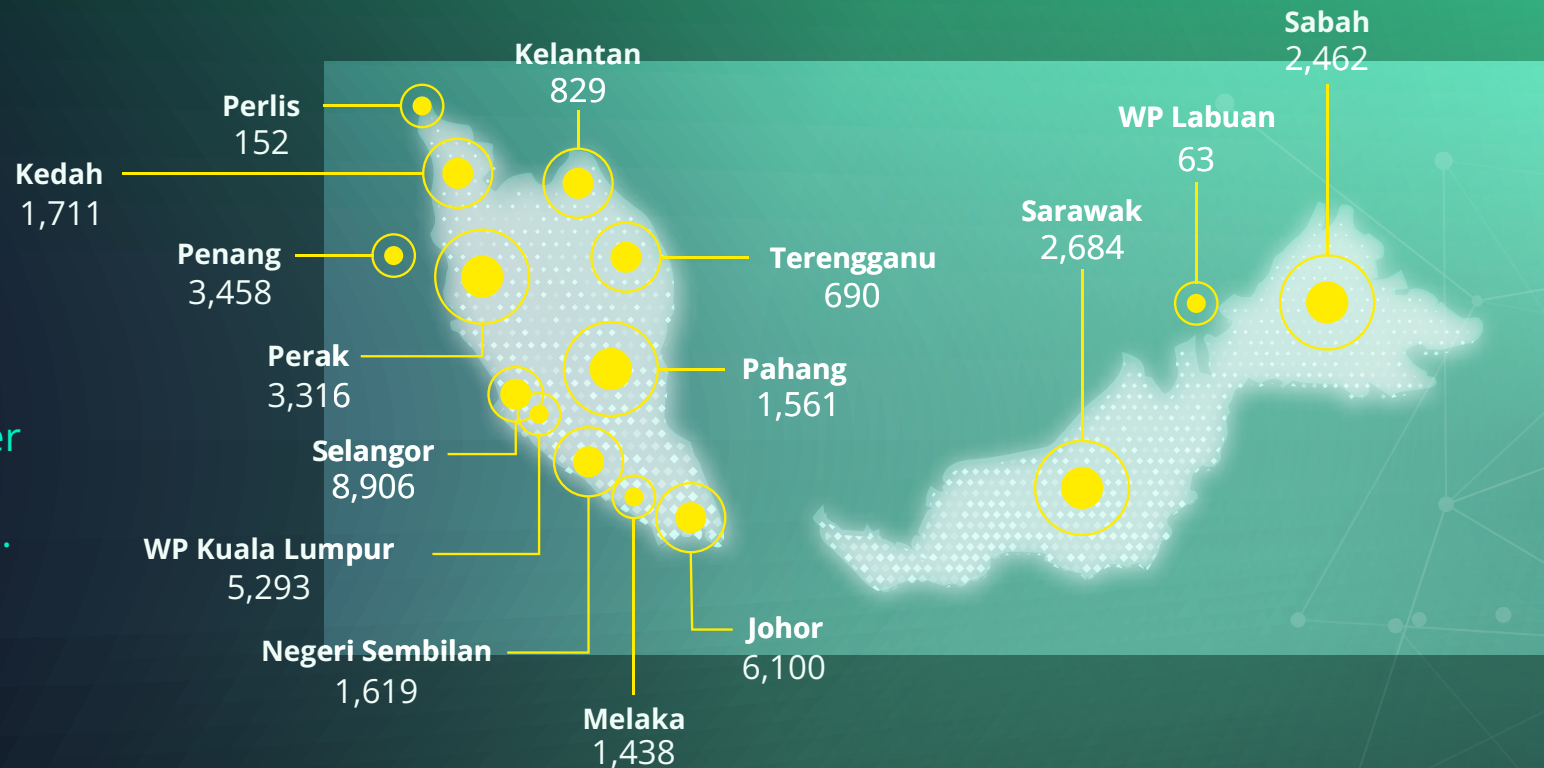 Sabah
2,462
Kelantan
829
Perlis
152
WP Labuan
63
Kedah
1,711
Sarawak
2,684
Penang
3,458
Terengganu
690
Perak
3,316
Pahang
1,561
er
Selangor
8,906
.
WP Kuala Lumpur
5,293
Johor
6,100
Negeri Sembilan
1,619
Melaka
1,438